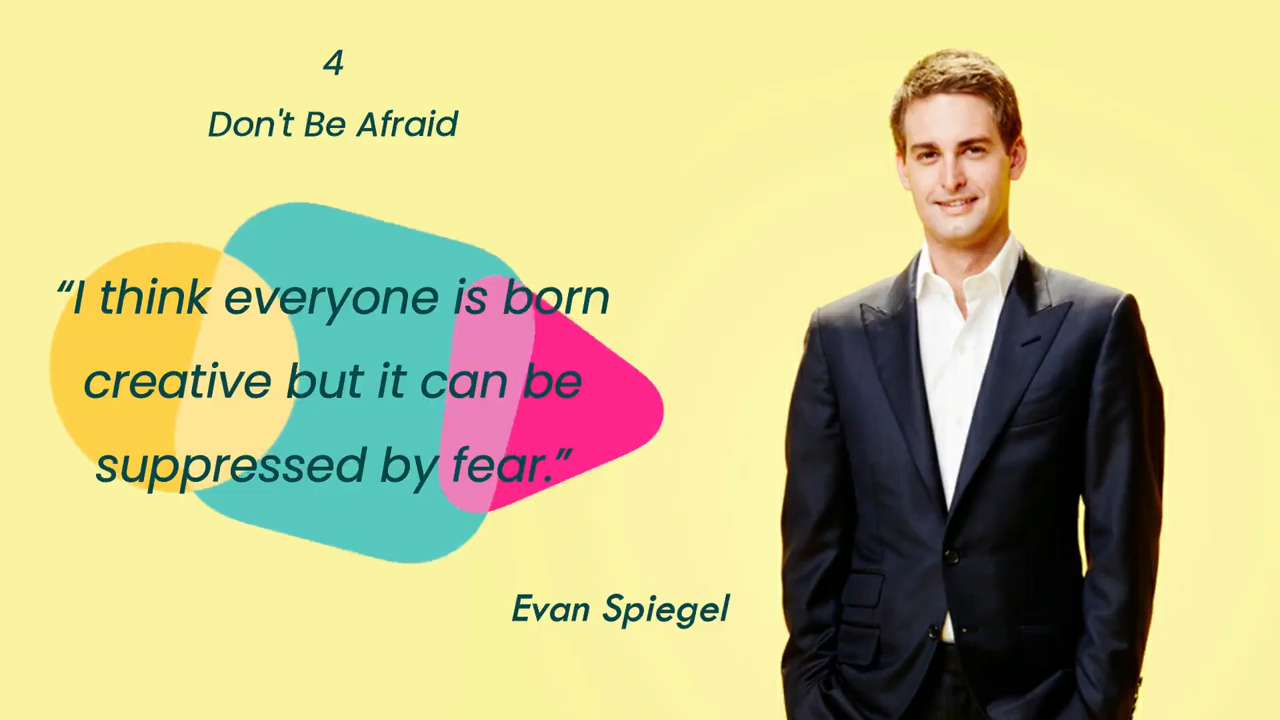 4
Don't Be Afraid
“I think everyone is born
creative but it can be
suppressed by fear.”
Evan Spiegel